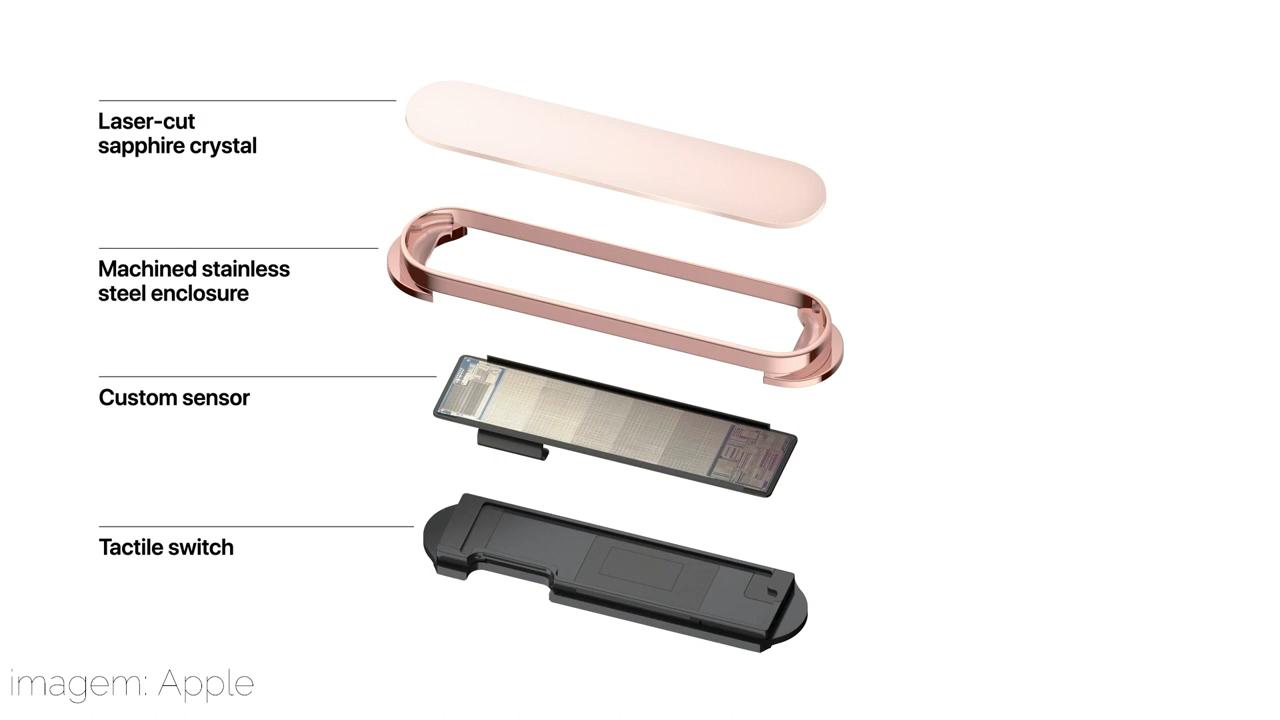 Laser-cut
sapphire crystal
Machined stainless
steel enclosure
Custom sensor
Tactile switch
imagem: Apple